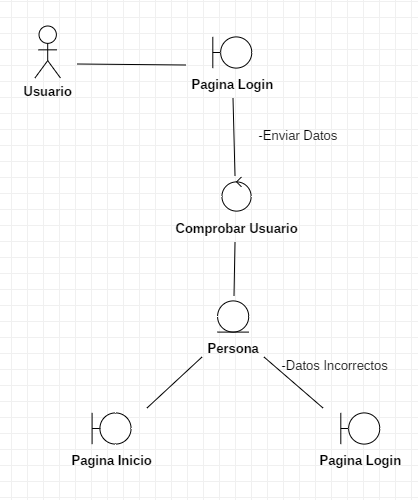 Usuario
Pagina Login
-Enviar Datos
Comprobar Usuario
Persona
-Datos Incorrectos
Pagina Inicio
Pagina Login